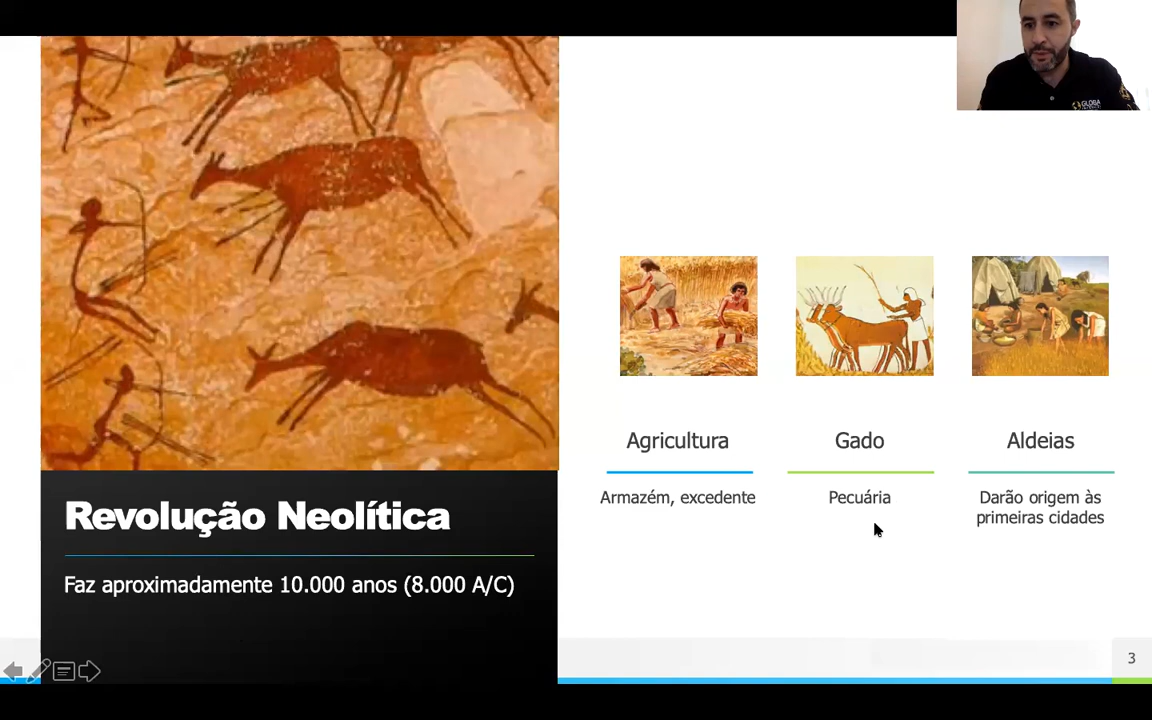 GLOBA
Agricultura
Gado
Aldeias
Armazém, excedente
Pecuária
Darão origem às
primeiras cidades
Revolução Neolítica
Faz aproximadamente 10.000 anos (8.000 A/C)
3